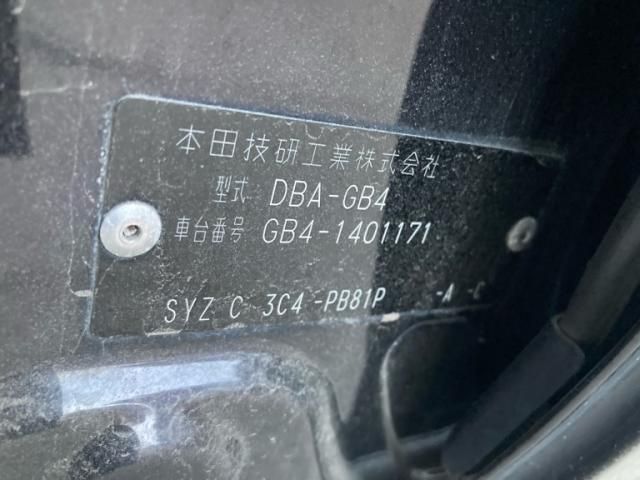 本田技研工業株式会社
型式 DBA-GB4
車台番号 GB4-1401171
SYZ C 3C4 -PB81P -A -C